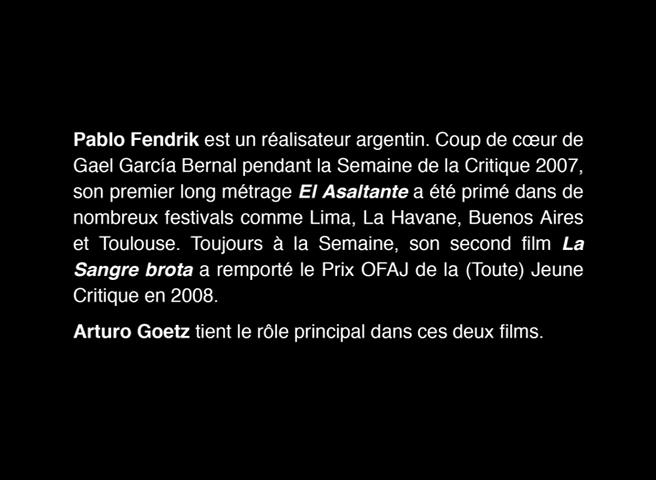 Pablo Fendrik est un réalisateur argentin. Coup de cœur de
Gael García Bernal pendant la Semaine de la Critique 2007,
son premier long métrage El Asaltante a été primé dans de
nombreux festivals comme Lima, La Havane, Buenos Aires
et Toulouse. Toujours à la Semaine, son second film La
Sangre brota a remporté le Prix OFAJ de la (Toute) Jeune
Critique en 2008.
Arturo Goetz tient le rôle principal dans ces deux films.